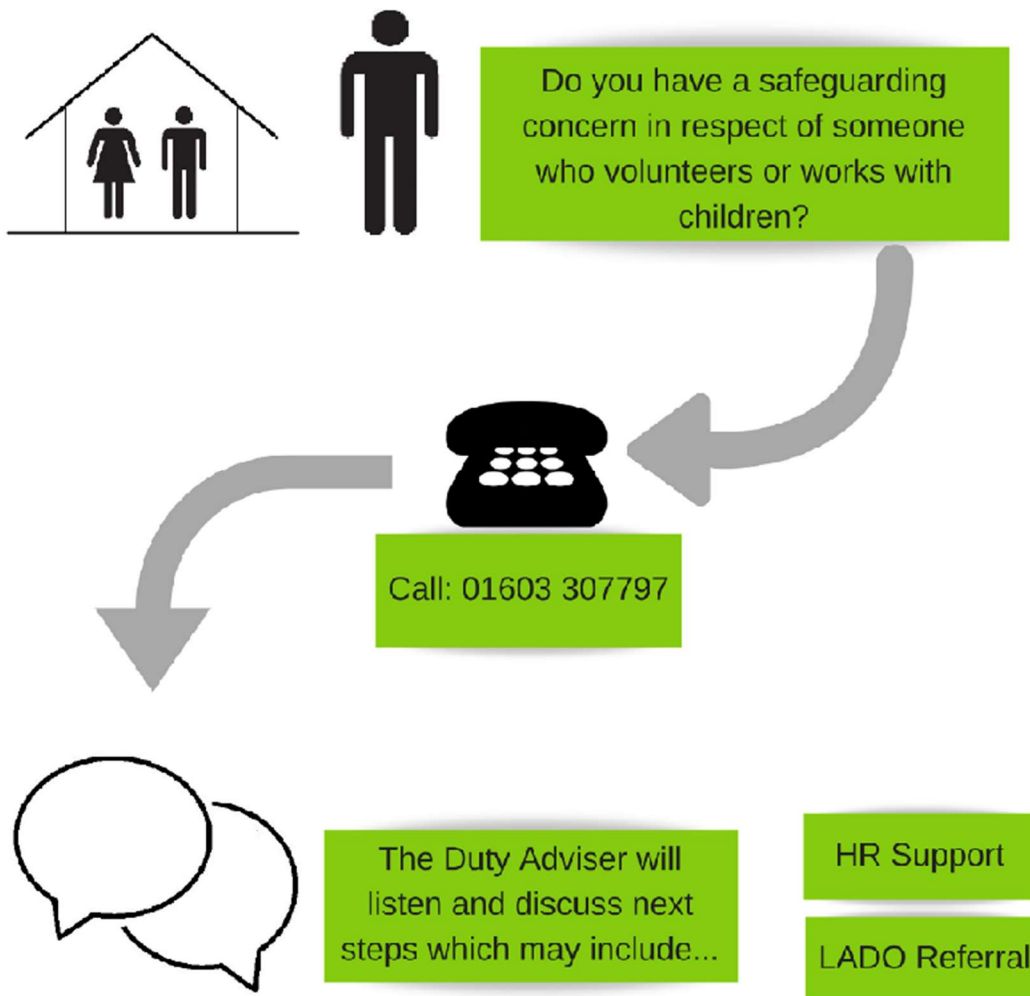 Do you have a safeguarding
concern in respect of someone
who volunteers or works with
children?
Call: 01603 307797
The Duty Adviser will
listen and discuss next
steps which may include...
HR Support
LADO Referral